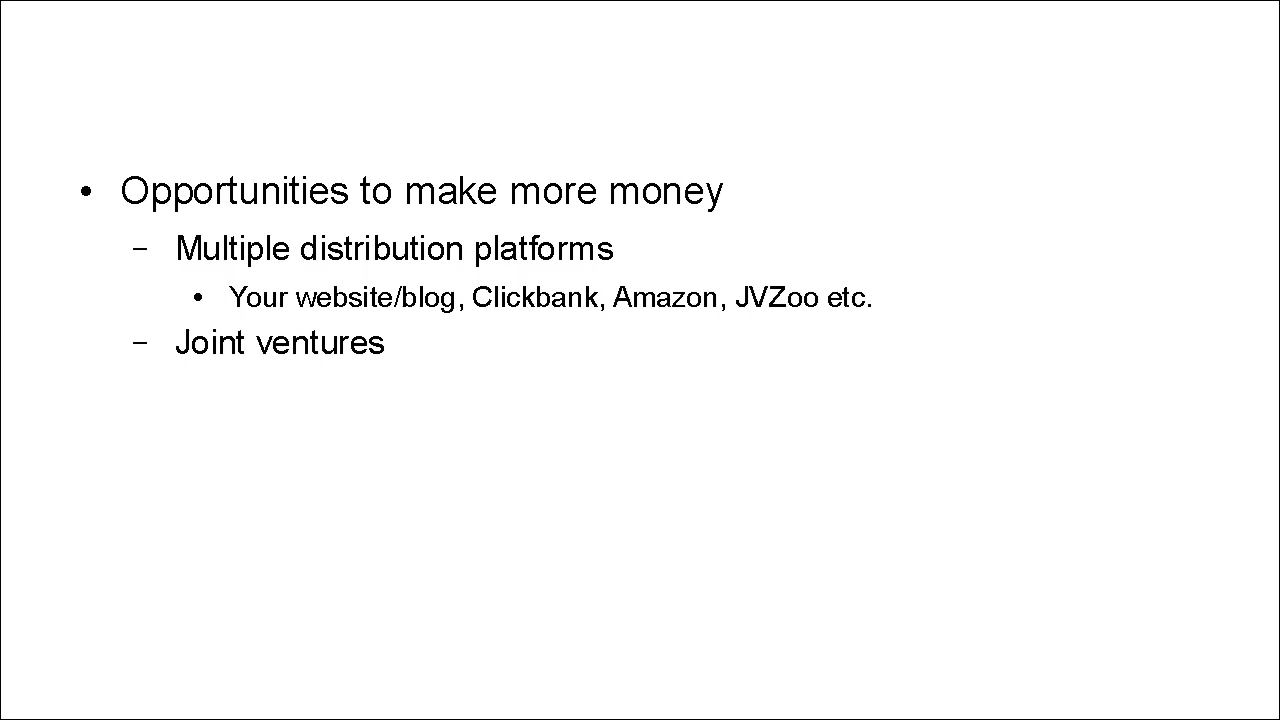 • Opportunities to make more money
– Multiple distribution platforms
• Your website/blog, Clickbank, Amazon, JVZoo etc.
– Joint ventures